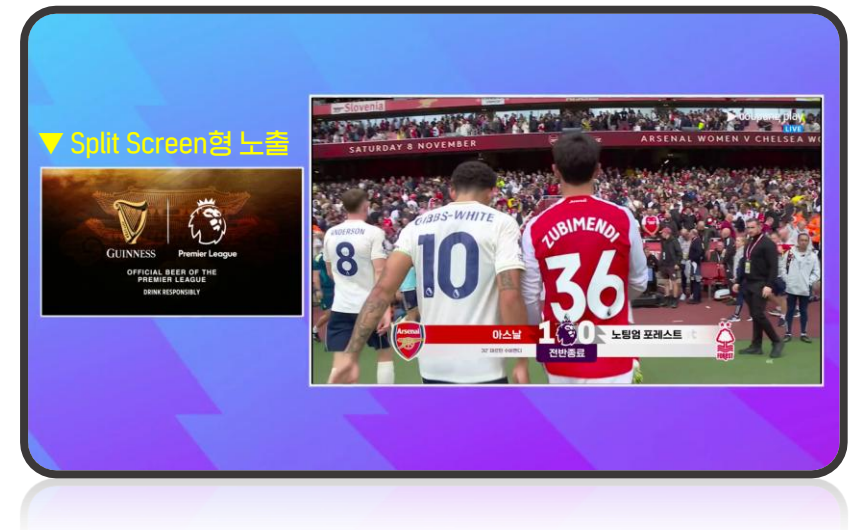 ▼ Split Screen형 노출
GUINNESS
Premier League
OFFICIAL BEER OF THE
PREMIER LEAGUE
DRINK RESPONSIBLY
Slovenia
coupang play
LIVE
SATURDAY 8 NOVEMBER
ARSENAL WOMEN V CHELSEA WO
ANDERSON
8
GIBBS-WHITE
10
ZUBIMENDI
36
Arsenal
아스날
1
0
노팅엄 포레스트
전반종료
FOREST